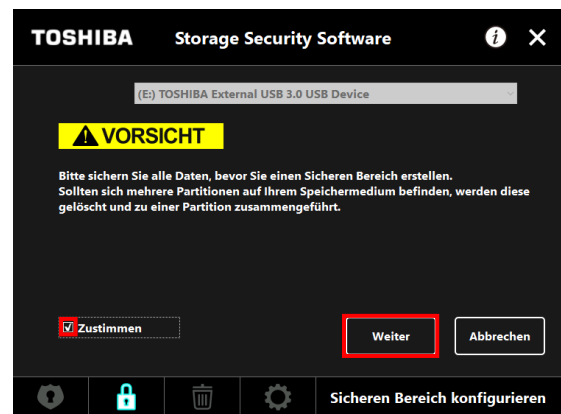 TOSHIBA Storage Security Software
(E:) TOSHIBA External USB 3.0 USB Device
VORSICHT
Bitte sichern Sie alle Daten, bevor Sie einen Sicheren Bereich erstellen.
Sollten sich mehrere Partitionen auf Ihrem Speichermedium befinden, werden diese
gelöscht und zu einer Partition zusammengeführt.
Zustimmen
Weiter
Abbrechen
Sicheren Bereich konfigurieren